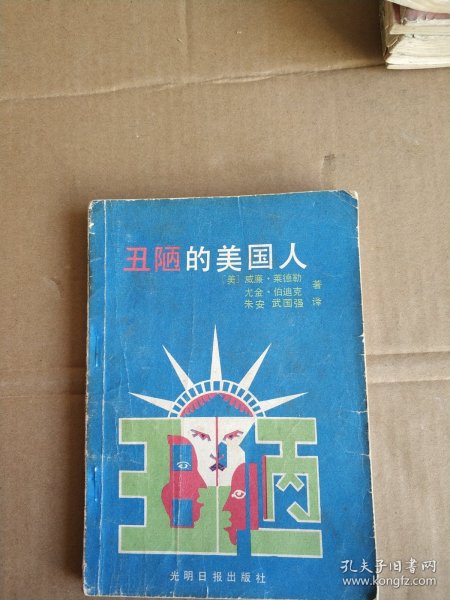 丑陋的美国人
〔美〕威廉·莱德勒
尤金·伯迪克 著
朱安 武国强 译
丑陋
光明日报出版社
孔夫子旧书网
www.kongfz.com